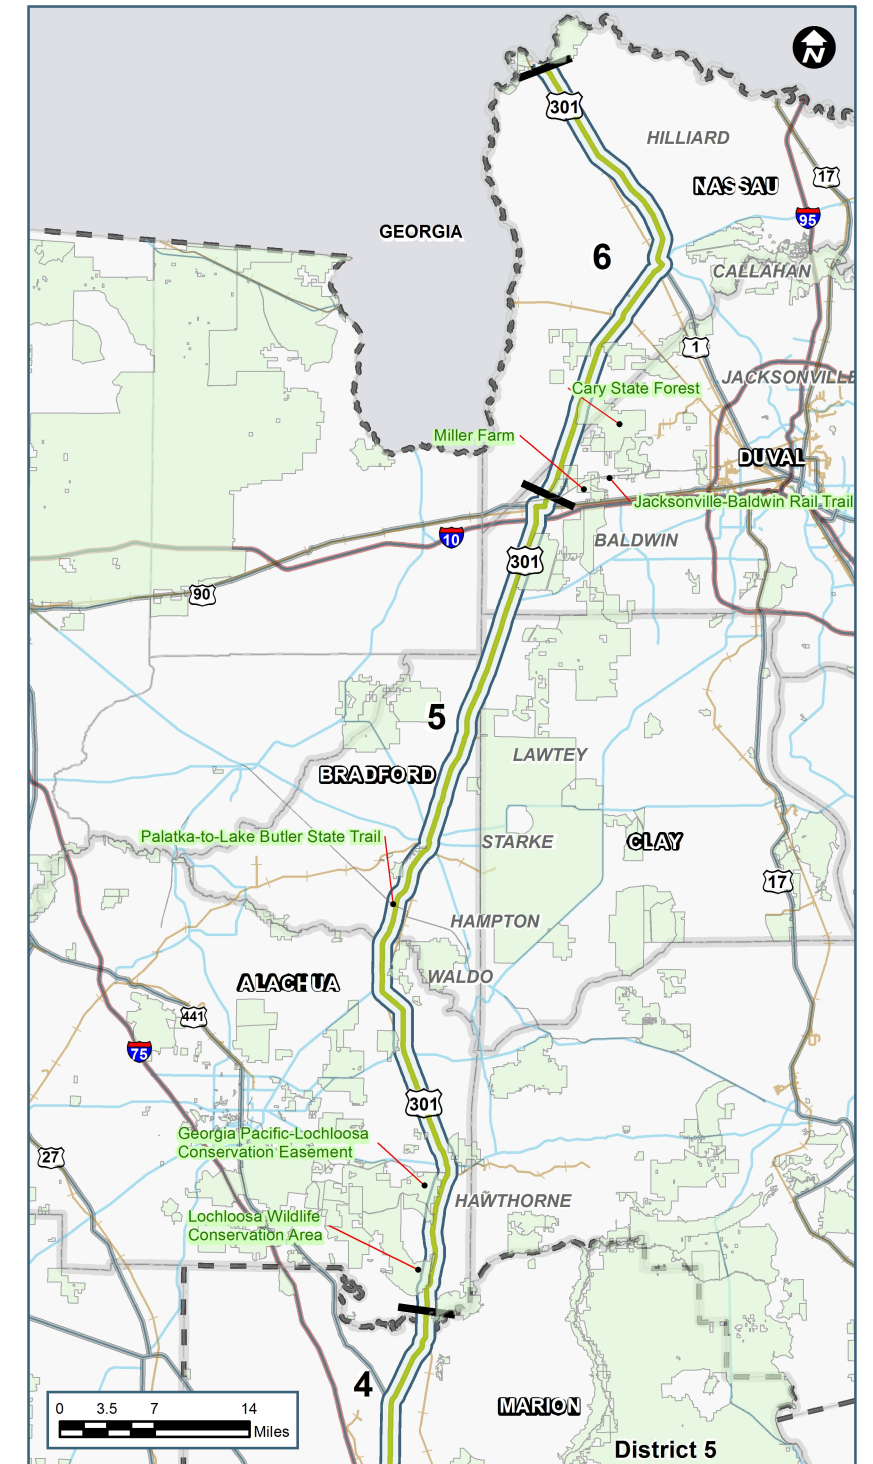 N
301
HILLIARD
17
NASSAU
95
GEORGIA
6
CALLAHAN
1
JACKSONVILLE
Cary State Forest
Miller Farm
DUVAL
Jacksonville-Baldwin Rail Trail
10
BALDWIN
301
90
5
LAWTEY
BRADFORD
Palatka-to-Lake Butler State Trail
STARKE
CLAY
17
HAMPTON
WALDO
ALACHUA
441
75
301
Georgia Pacific-Lochloosa
Conservation Easement
27
HAWTHORNE
Lochloosa Wildlife
Conservation Area
4
0 3.5 7 14
Miles
MARION
District 5